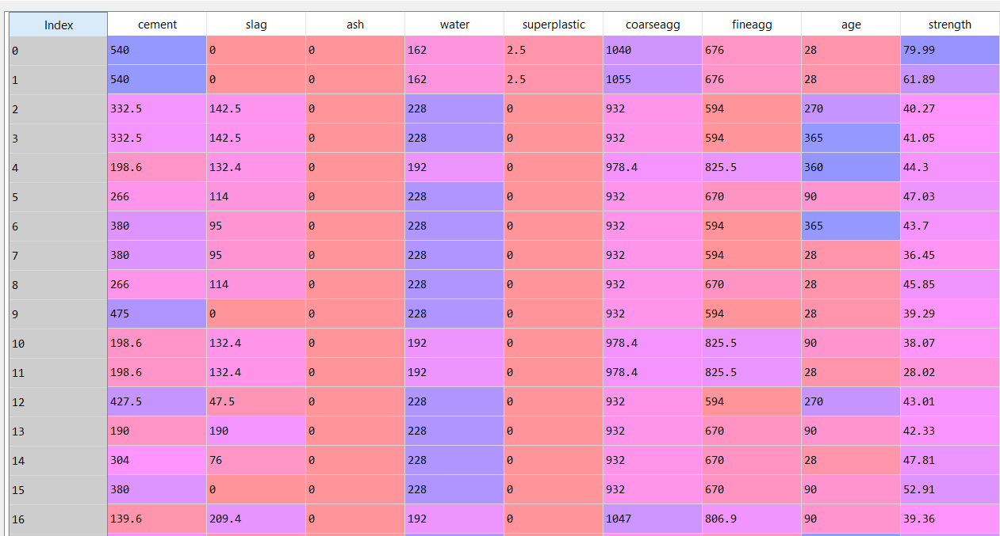 Index cement slag ash water superplastic coarseagg fineagg age strength
0 540 0 0 162 2.5 1040 676 28 79.99
1 540 0 0 162 2.5 1055 676 28 61.89
2 332.5 142.5 0 228 0 932 594 270 40.27
3 332.5 142.5 0 228 0 932 594 365 41.05
4 198.6 132.4 0 192 0 978.4 825.5 360 44.3
5 266 114 0 228 0 932 670 90 47.03
6 380 95 0 228 0 932 594 365 43.7
7 380 95 0 228 0 932 594 28 36.45
8 266 114 0 228 0 932 670 28 45.85
9 475 0 0 228 0 932 594 28 39.29
10 198.6 132.4 0 192 0 978.4 825.5 90 38.07
11 198.6 132.4 0 192 0 978.4 825.5 28 28.02
12 427.5 47.5 0 228 0 932 594 270 43.01
13 190 190 0 228 0 932 670 90 42.33
14 304 76 0 228 0 932 670 28 47.81
15 380 0 0 228 0 932 670 90 52.91
16 139.6 209.4 0 192 0 1047 806.9 90 39.36